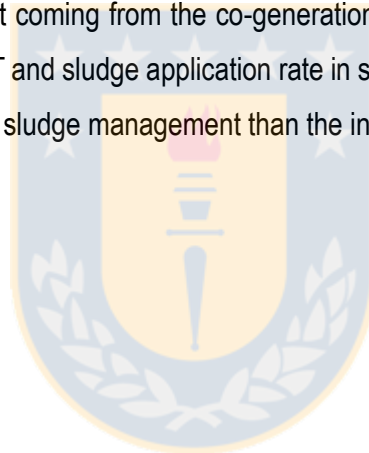 t coming from the co-generation
and sludge application rate in s
sludge management than the in